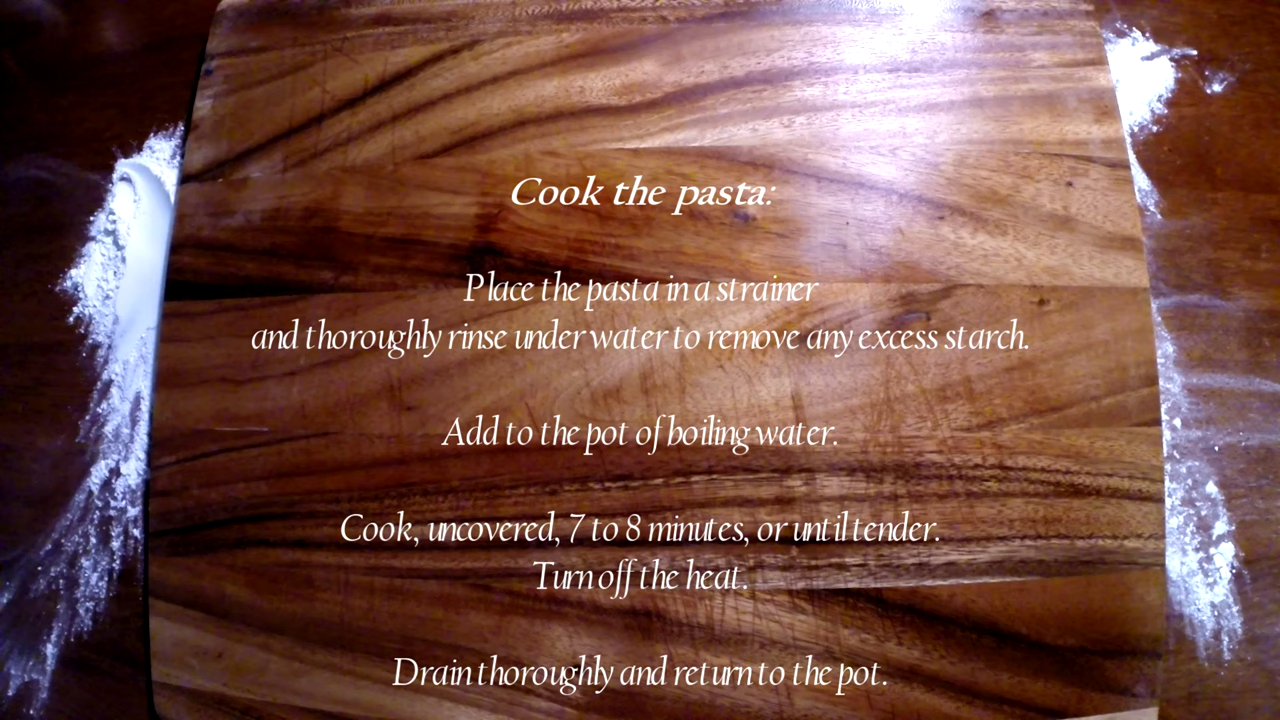 Cook the pasta:
Place the pasta in a strainer
and thoroughly rinse under water to remove any excess starch.
Add to the pot of boiling water.
Cook, uncovered, 7 to 8 minutes, or until tender.
Turn off the heat.
Drain thoroughly and return to the pot.